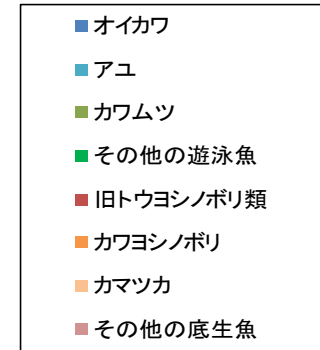 オイカワ
アユ
カワムツ
その他の遊泳魚
旧トウヨシノボリ類
カワヨシノボリ
カマツカ
その他の底生魚